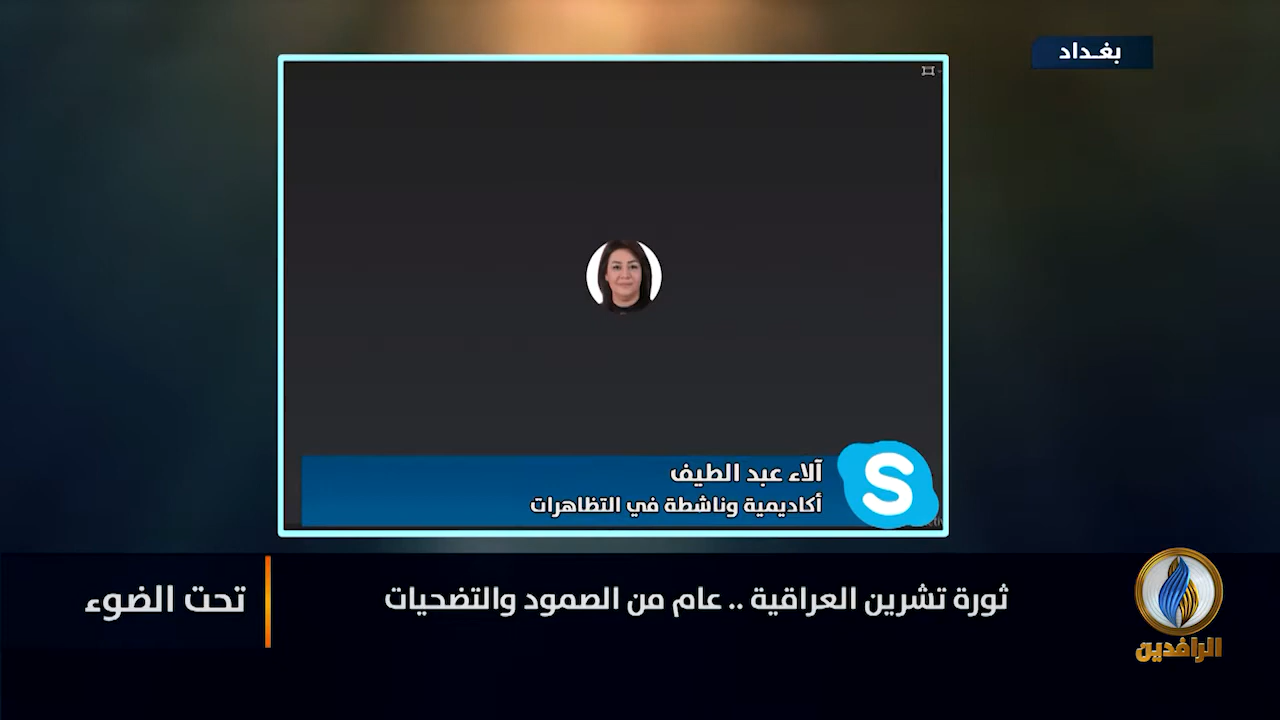 بغداد
آلاء عبد الطيف
أكاديمية وناشطة في التظاهرات
ثورة تشرين العراقية .. عام من الصمود والتضحيات
تحت الضوء
الرافدين